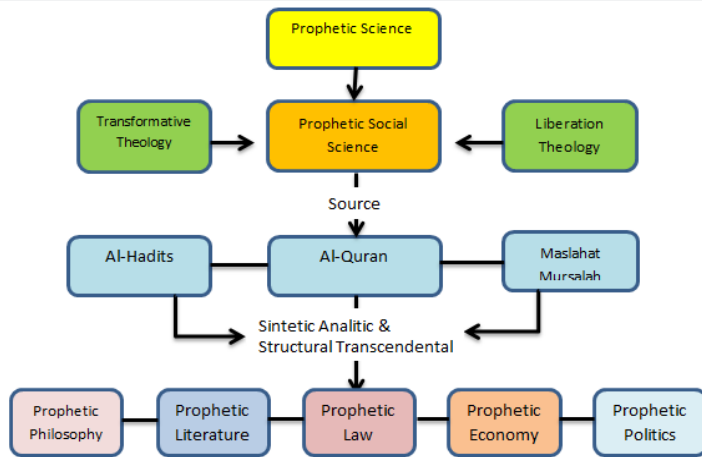 Prophetic Science
Transformative
Theology
Prophetic Social
Science
Liberation
Theology
Source
Al-Hadits
Al-Quran
Maslahat
Mursalah
Sintetic Analitic &
Structural Transcendental
Prophetic
Philosophy
Prophetic
Literature
Prophetic
Law
Prophetic
Economy
Prophetic
Politics